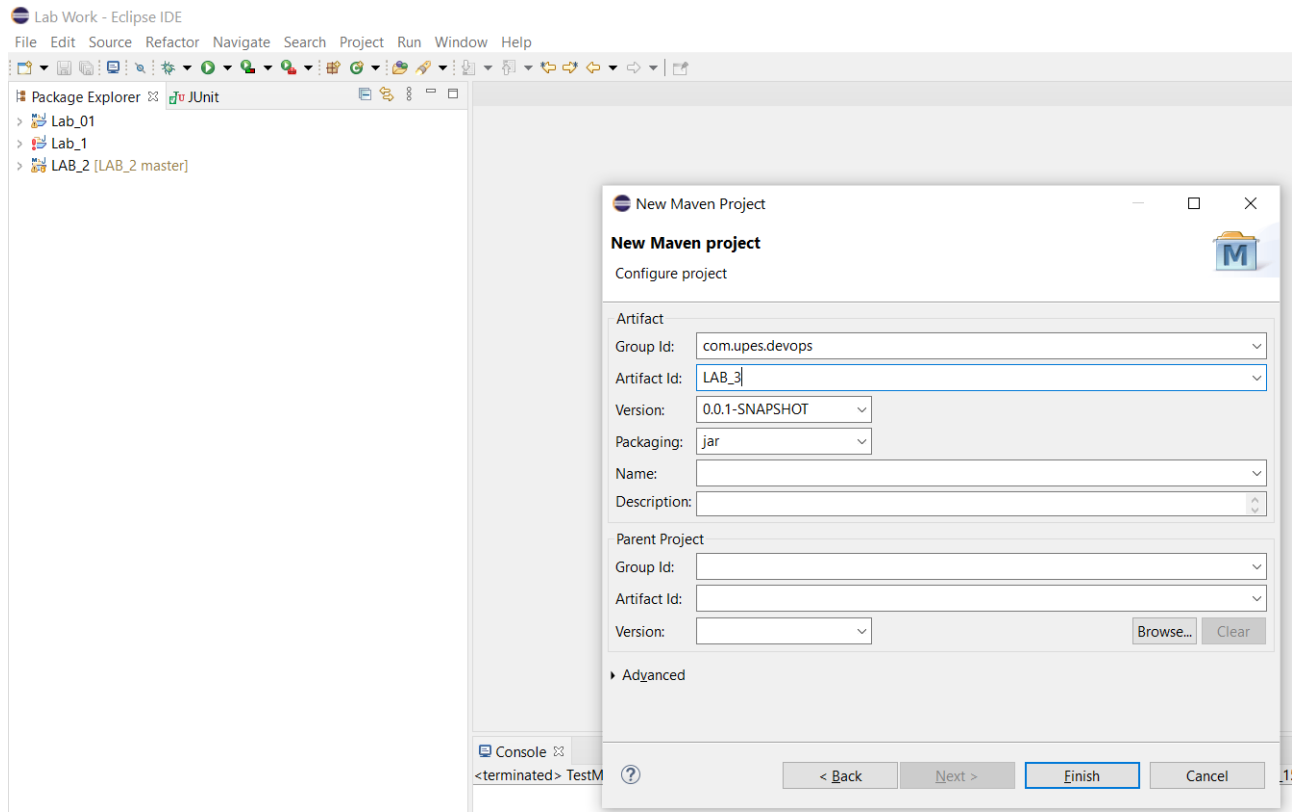 Lab Work - Eclipse IDE
File Edit Source Refactor Navigate Search Project Run Window Help
Package Explorer JUnit
Lab_01
Lab_1
LAB_2 [LAB_2 master]
New Maven Project
New Maven project
Configure project
Artifact
Group Id: com.upes.devops
Artifact Id: LAB_3
Version: 0.0.1-SNAPSHOT
Packaging: jar
Name:
Description:
Parent Project
Group Id:
Artifact Id:
Version: Browse... Clear
Advanced
Console
<terminated> TestM
< Back Next > Finish Cancel